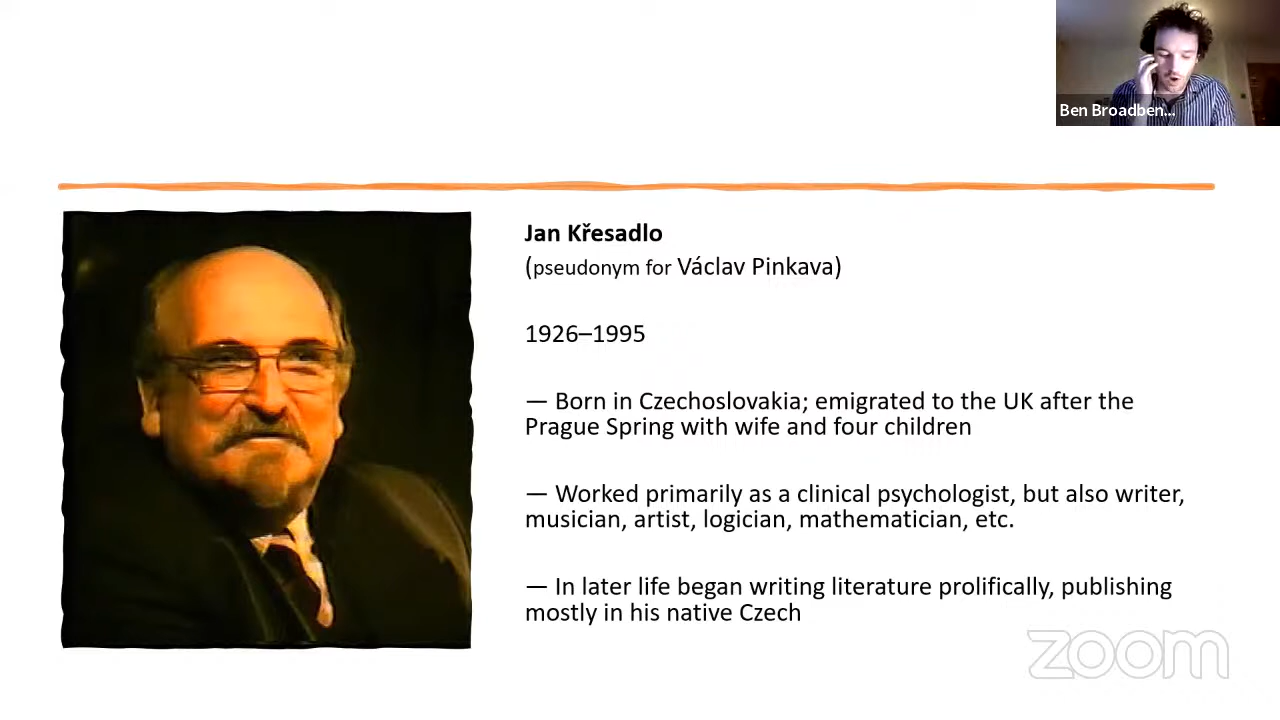 Ben Broadben...
Jan Křesadlo
(pseudonym for Václav Pinkava)
1926–1995
— Born in Czechoslovakia; emigrated to the UK after the
Prague Spring with wife and four children
— Worked primarily as a clinical psychologist, but also writer,
musician, artist, logician, mathematician, etc.
— In later life began writing literature prolifically, publishing
mostly in his native Czech
zoom